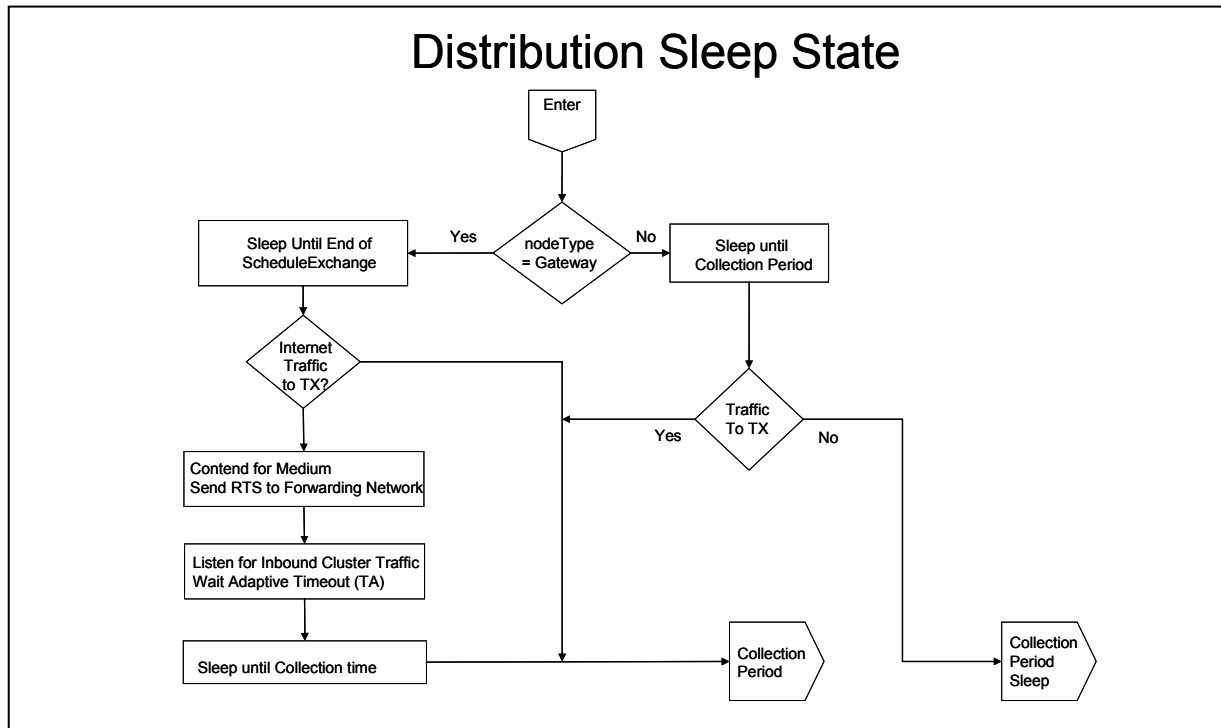 Distribution Sleep State
Enter
Yes
nodeType
= Gateway
No
Sleep Until End of
ScheduleExchange
Sleep until
Collection Period
Internet
Traffic
to TX?
Traffic
To TX
Yes
No
Contend for Medium
Send RTS to Forwarding Network
Listen for Inbound Cluster Traffic
Wait Adaptive Timeout (TA)
Sleep until Collection time
Collection
Period
Collection
Period
Sleep